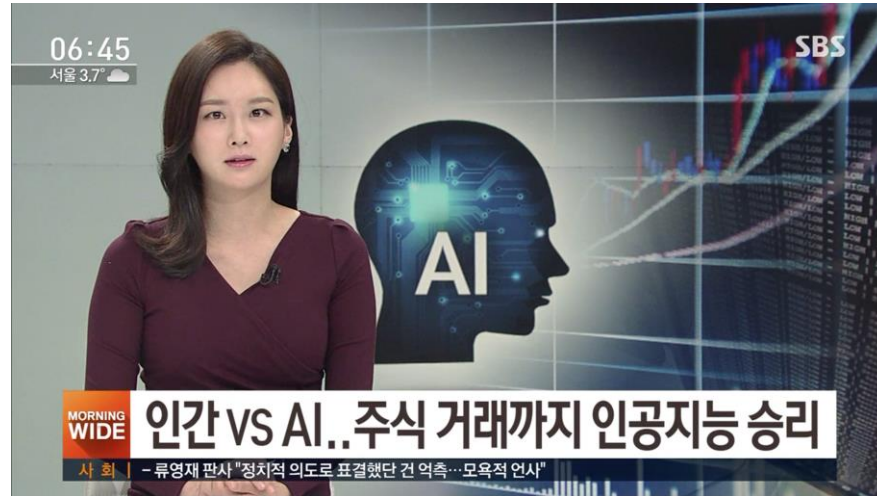 06:45
서울 3.7°
SBS
AI
MORNING
WIDE
인간 VS AI..주식 거래까지 인공지능 승리
사 회 | - 류영재 판사 "정치적 의도로 표결했단 건 억측…모욕적 언사"